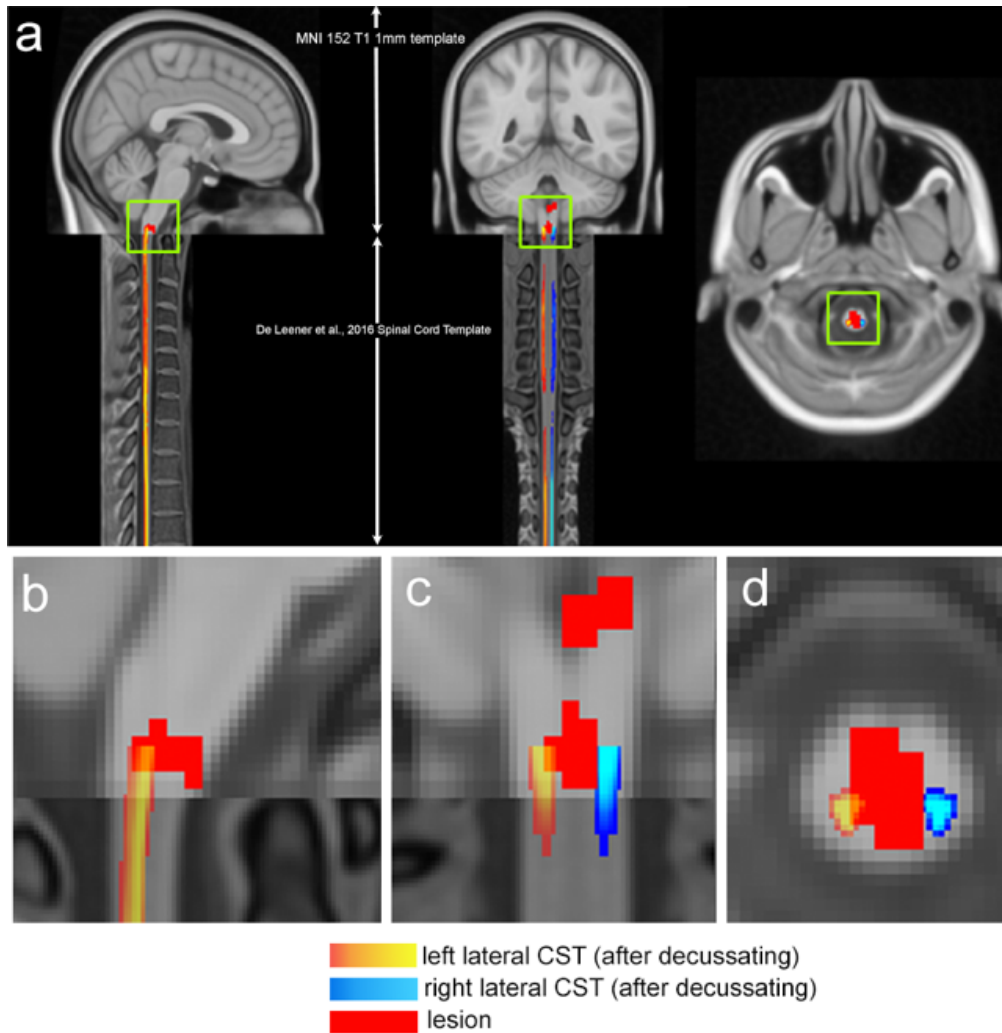 a
MNI 152 T1 1mm template
De Leener et al., 2016 Spinal Cord Template
b
c
d
left lateral CST (after decussating)
right lateral CST (after decussating)
lesion